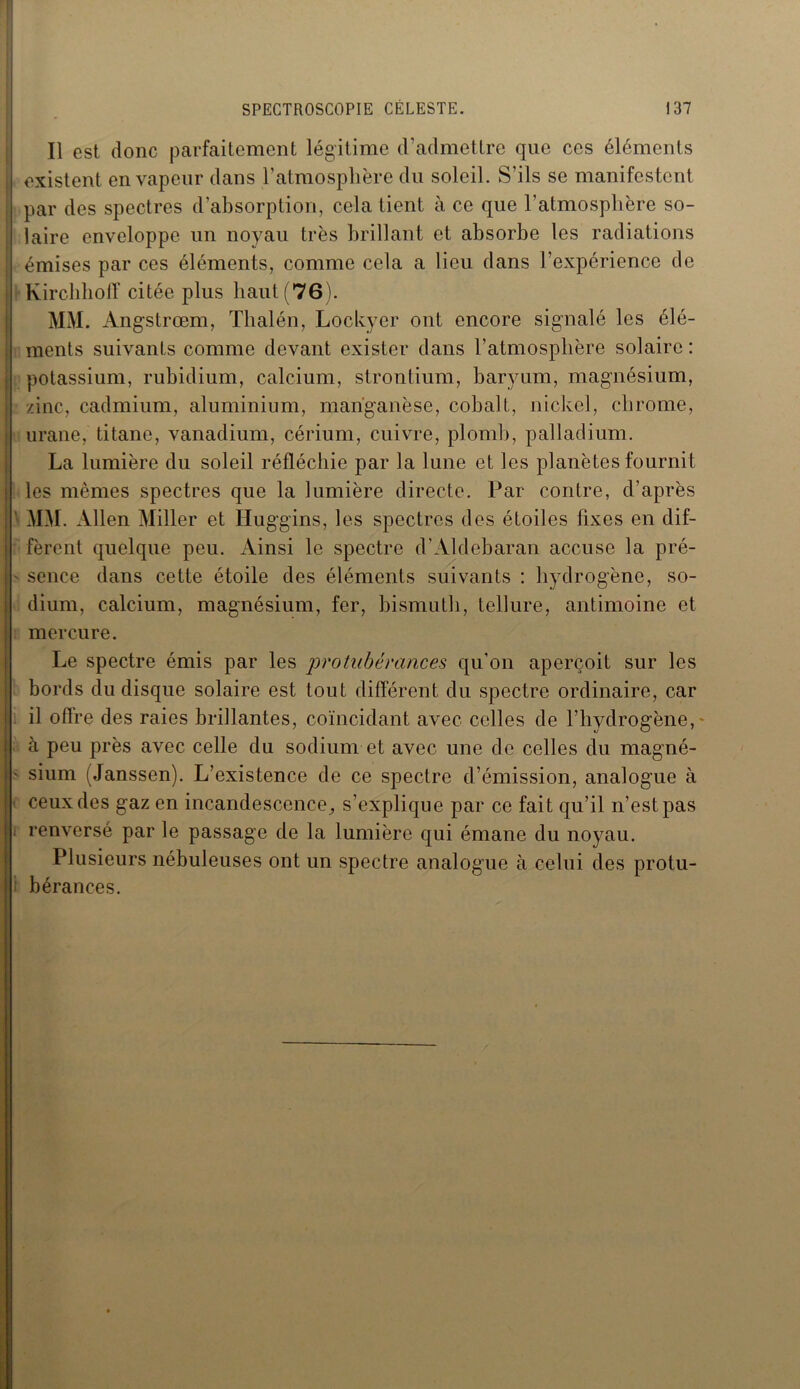 SPECTROSCOPIE CÉLESTE. 137
Il est donc parfaitement légitime d'admettre que ces éléments
existent en vapeur dans l'atmosphère du soleil. S'ils se manifestent
par des spectres d'absorption, cela tient à ce que l'atmosphère so-
laire enveloppe un noyau très brillant et absorbe les radiations
émises par ces éléments, comme cela a lieu dans l'expérience de
Kirchhoff citée plus haut (76).
MM. Angstrœm, Thalén, Lockyer ont encore signalé les élé-
ments suivants comme devant exister dans l'atmosphère solaire :
potassium, rubidium, calcium, strontium, baryum, magnésium,
zinc, cadmium, aluminium, manganèse, cobalt, nickel, chrome,
urane, titane, vanadium, cérium, cuivre, plomb, palladium.
La lumière du soleil réfléchie par la lune et les planètes fournit
les mêmes spectres que la lumière directe. Par contre, d'après
MM. Allen Miller et Huggins, les spectres des étoiles fixes en dif-
fèrent quelque peu. Ainsi le spectre d'Aldebaran accuse la pré-
sence dans cette étoile des éléments suivants : hydrogène, so-
dium, calcium, magnésium, fer, bismuth, tellure, antimoine et
mercure.
Le spectre émis par les protubérances qu'on aperçoit sur les
bords du disque solaire est tout différent du spectre ordinaire, car
il offre des raies brillantes, coïncidant avec celles de l'hydrogène,
à peu près avec celle du sodium et avec une de celles du magné-
sium (Janssen). L'existence de ce spectre d'émission, analogue à
ceux des gaz en incandescence, s'explique par ce fait qu'il n'est pas
renversé par le passage de la lumière qui émane du noyau.
Plusieurs nébuleuses ont un spectre analogue à celui des protu-
bérances.